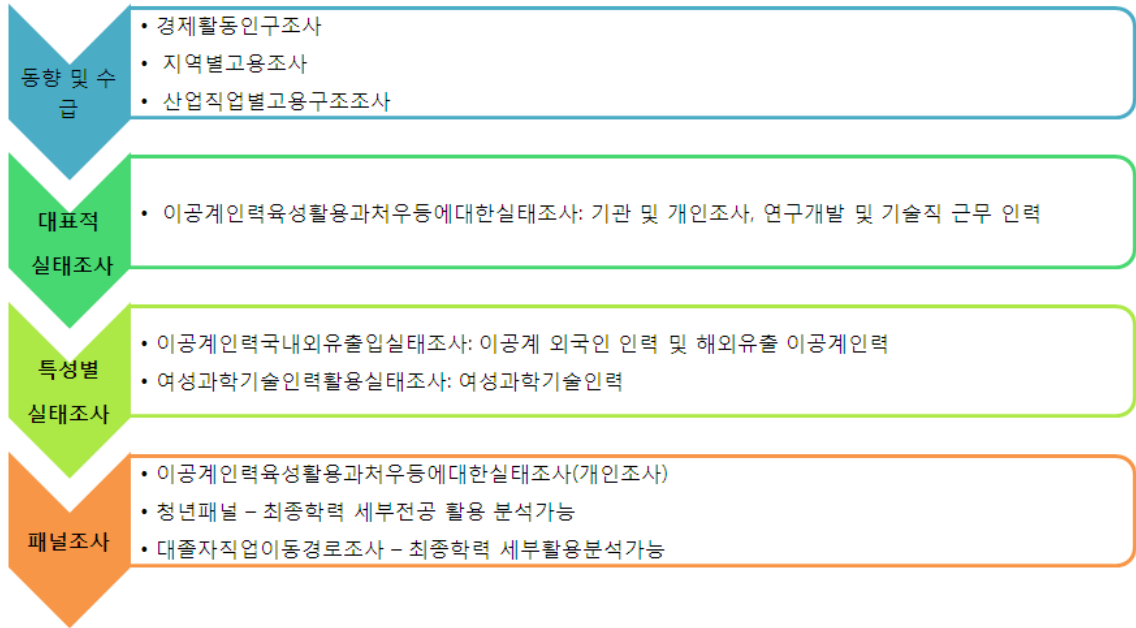 동향 및 수
급
• 경제활동인구조사
• 지역별고용조사
• 산업직업별고용구조조사
대표적
실태조사
• 이공계인력육성활용과처우등에대한실태조사: 기관 및 개인조사, 연구개발 및 기술직 근무 인력
특성별
실태조사
• 이공계인력국내외유출입실태조사: 이공계 외국인 인력 및 해외유출 이공계인력
• 여성과학기술인력활용실태조사: 여성과학기술인력
패널조사
• 이공계인력육성활용과처우등에대한실태조사(개인조사)
• 청년패널 – 최종학력 세부전공 활용 분석가능
• 대졸자직업이동경로조사 – 최종학력 세부활용분석가능